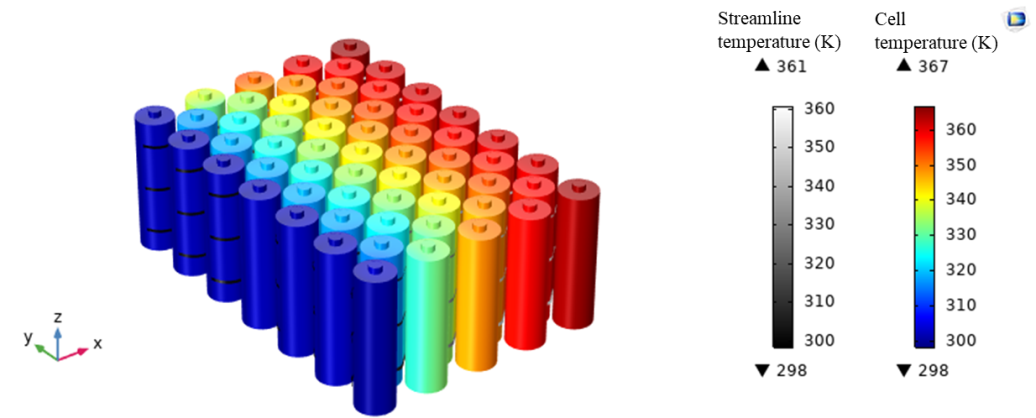 Streamline
temperature (K)
▲ 361
360
350
340
330
320
310
300
▼ 298
Cell
temperature (K)
▲ 367
360
350
340
330
320
310
300
▼ 298
z
y
x